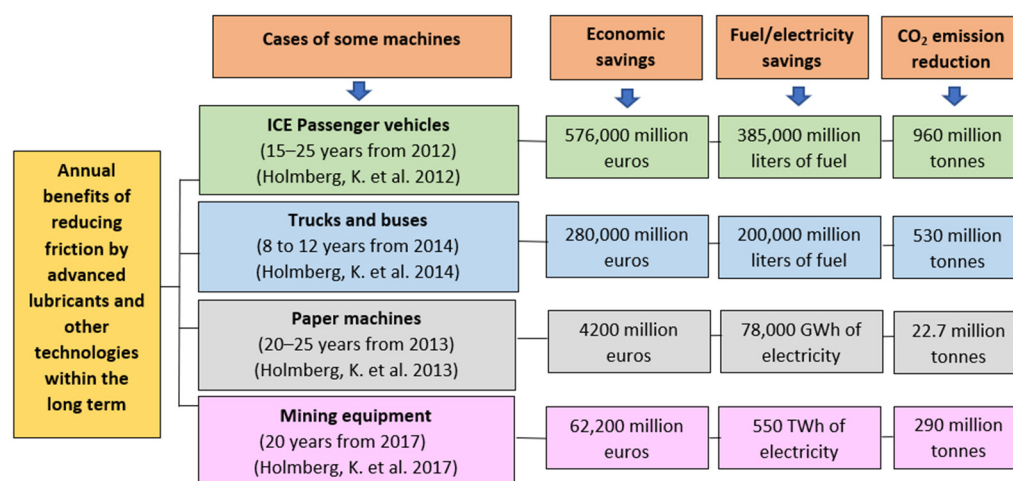 Cases of some machines
Economic
savings
Fuel/electricity
savings
CO₂ emission
reduction
Annual
benefits of
reducing
friction by
advanced
lubricants and
other
technologies
within the
long term
ICE Passenger vehicles
(15–25 years from 2012)
(Holmberg, K. et al. 2012)
576,000 million
euros
385,000 million
liters of fuel
960 million
tonnes
Trucks and buses
(8 to 12 years from 2014)
(Holmberg, K. et al. 2014)
280,000 million
euros
200,000 million
liters of fuel
530 million
tonnes
Paper machines
(20–25 years from 2013)
(Holmberg, K. et al. 2013)
4200 million
euros
78,000 GWh of
electricity
22.7 million
tonnes
Mining equipment
(20 years from 2017)
(Holmberg, K. et al. 2017)
62,200 million
euros
550 TWh of
electricity
290 million
tonnes